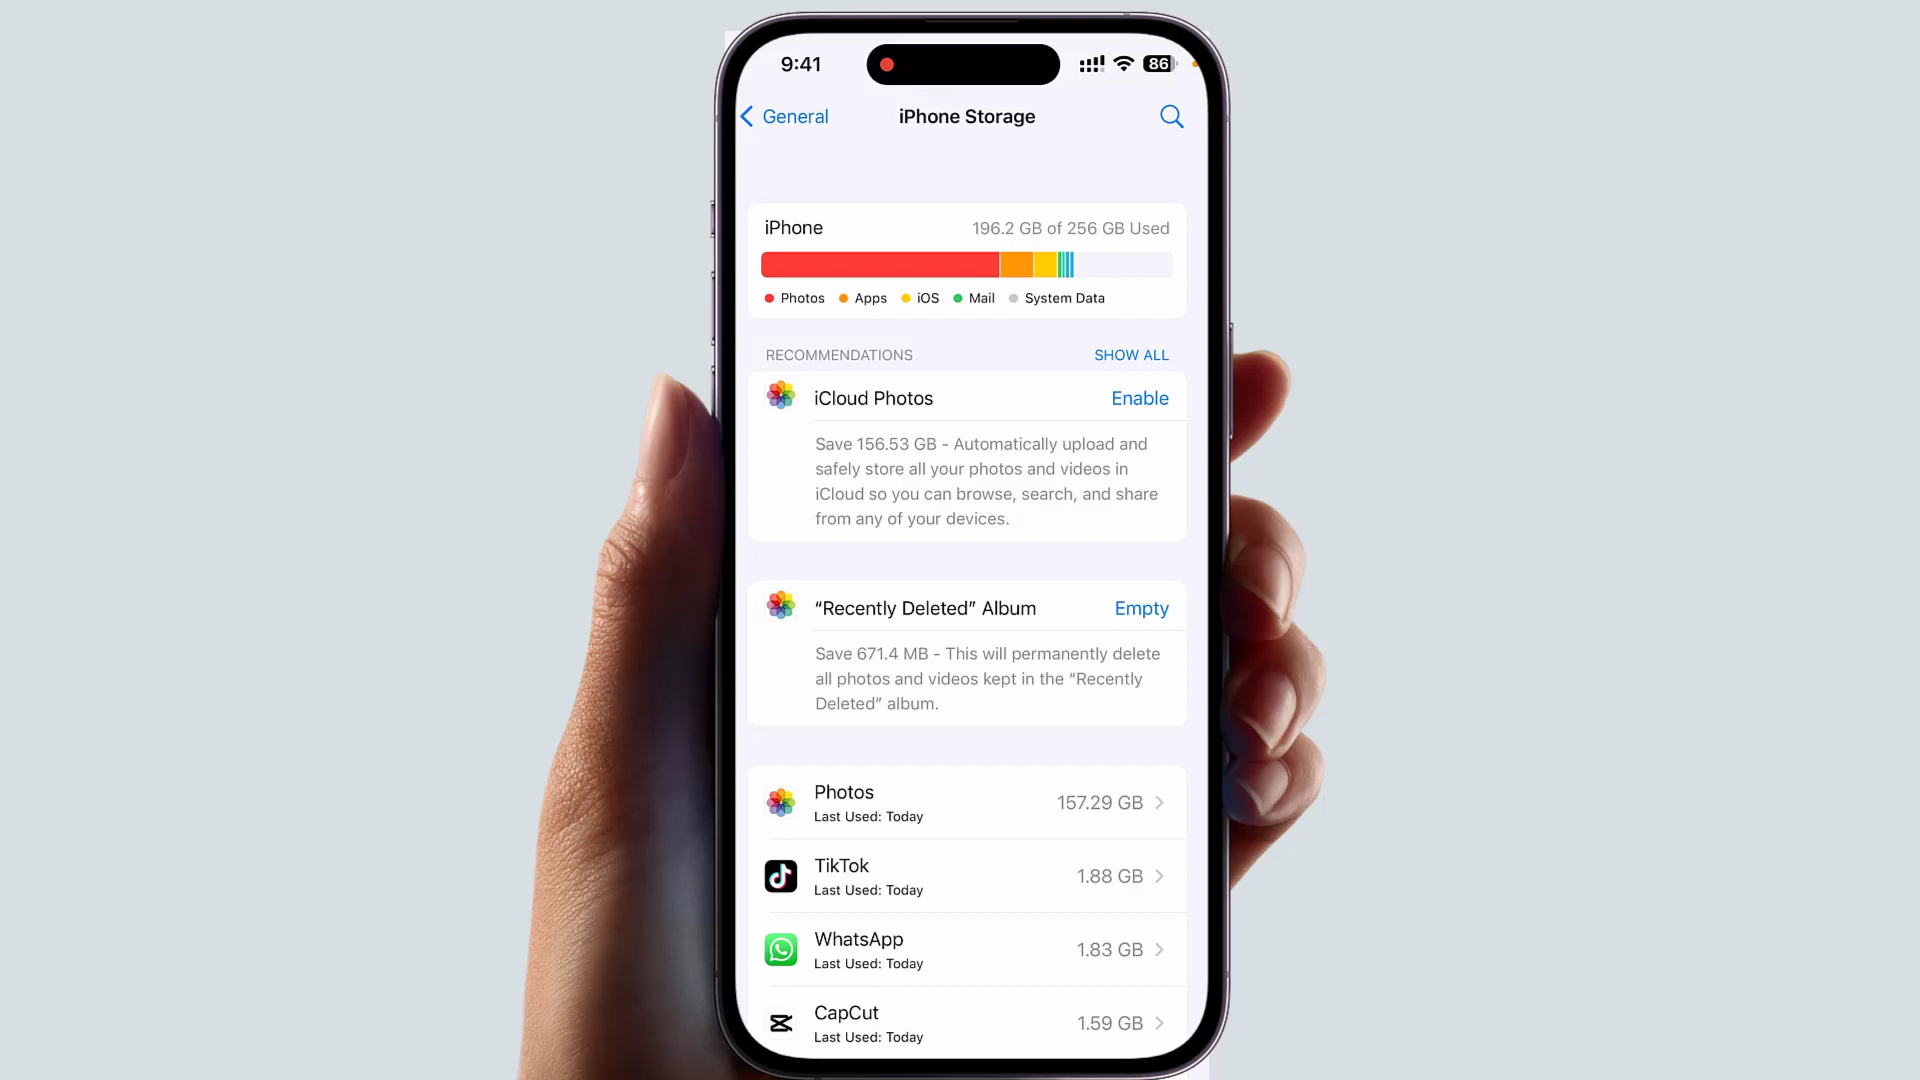 9:41
86
General
iPhone Storage
iPhone
196.2 GB of 256 GB Used
Photos
Apps
iOS
Mail
System Data
RECOMMENDATIONS
SHOW ALL
iCloud Photos
Enable
Save 156.53 GB - Automatically upload and
safely store all your photos and videos in
iCloud so you can browse, search, and share
from any of your devices.
“Recently Deleted” Album
Empty
Save 671.4 MB - This will permanently delete
all photos and videos kept in the “Recently
Deleted” album.
Photos
157.29 GB
Last Used: Today
TikTok
1.88 GB
Last Used: Today
WhatsApp
1.83 GB
Last Used: Today
CapCut
1.59 GB
Last Used: Today